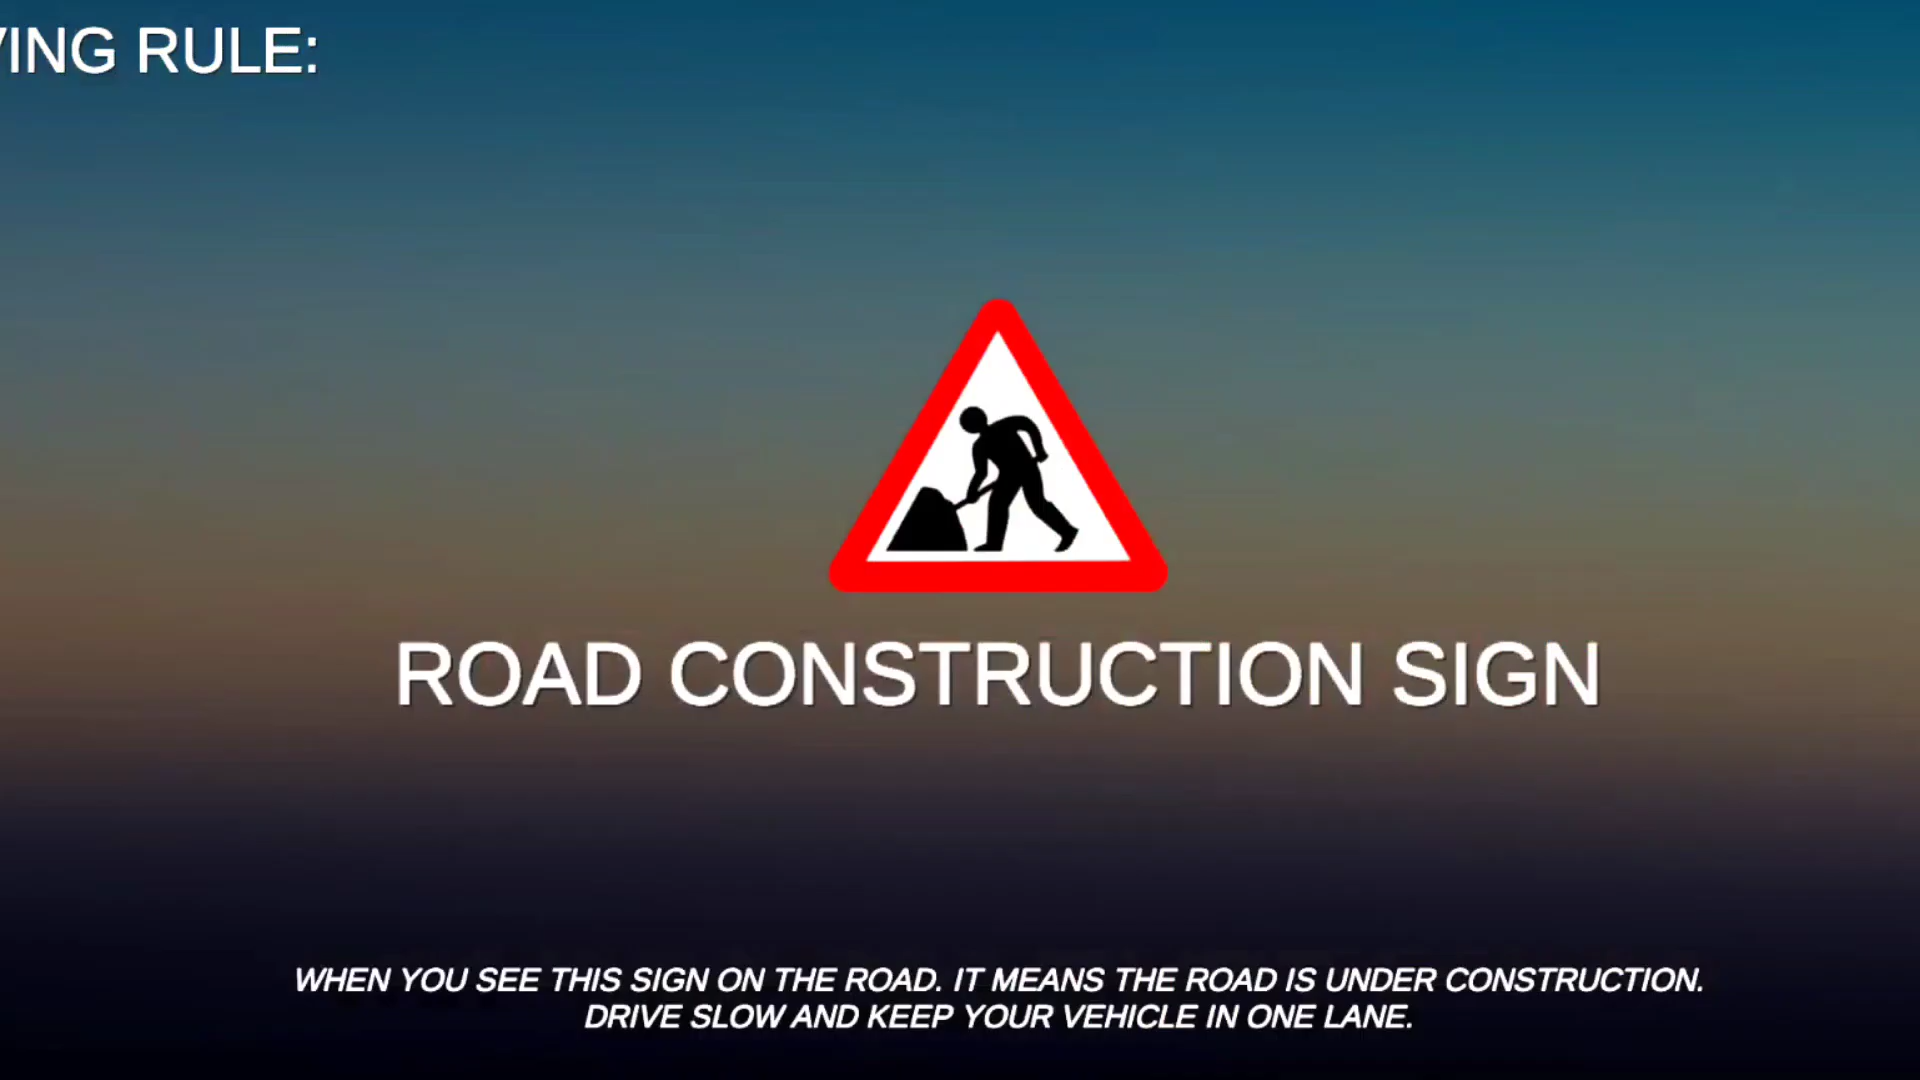 VING RULE:
ROAD CONSTRUCTION SIGN
WHEN YOU SEE THIS SIGN ON THE ROAD. IT MEANS THE ROAD IS UNDER CONSTRUCTION.
DRIVE SLOW AND KEEP YOUR VEHICLE IN ONE LANE.